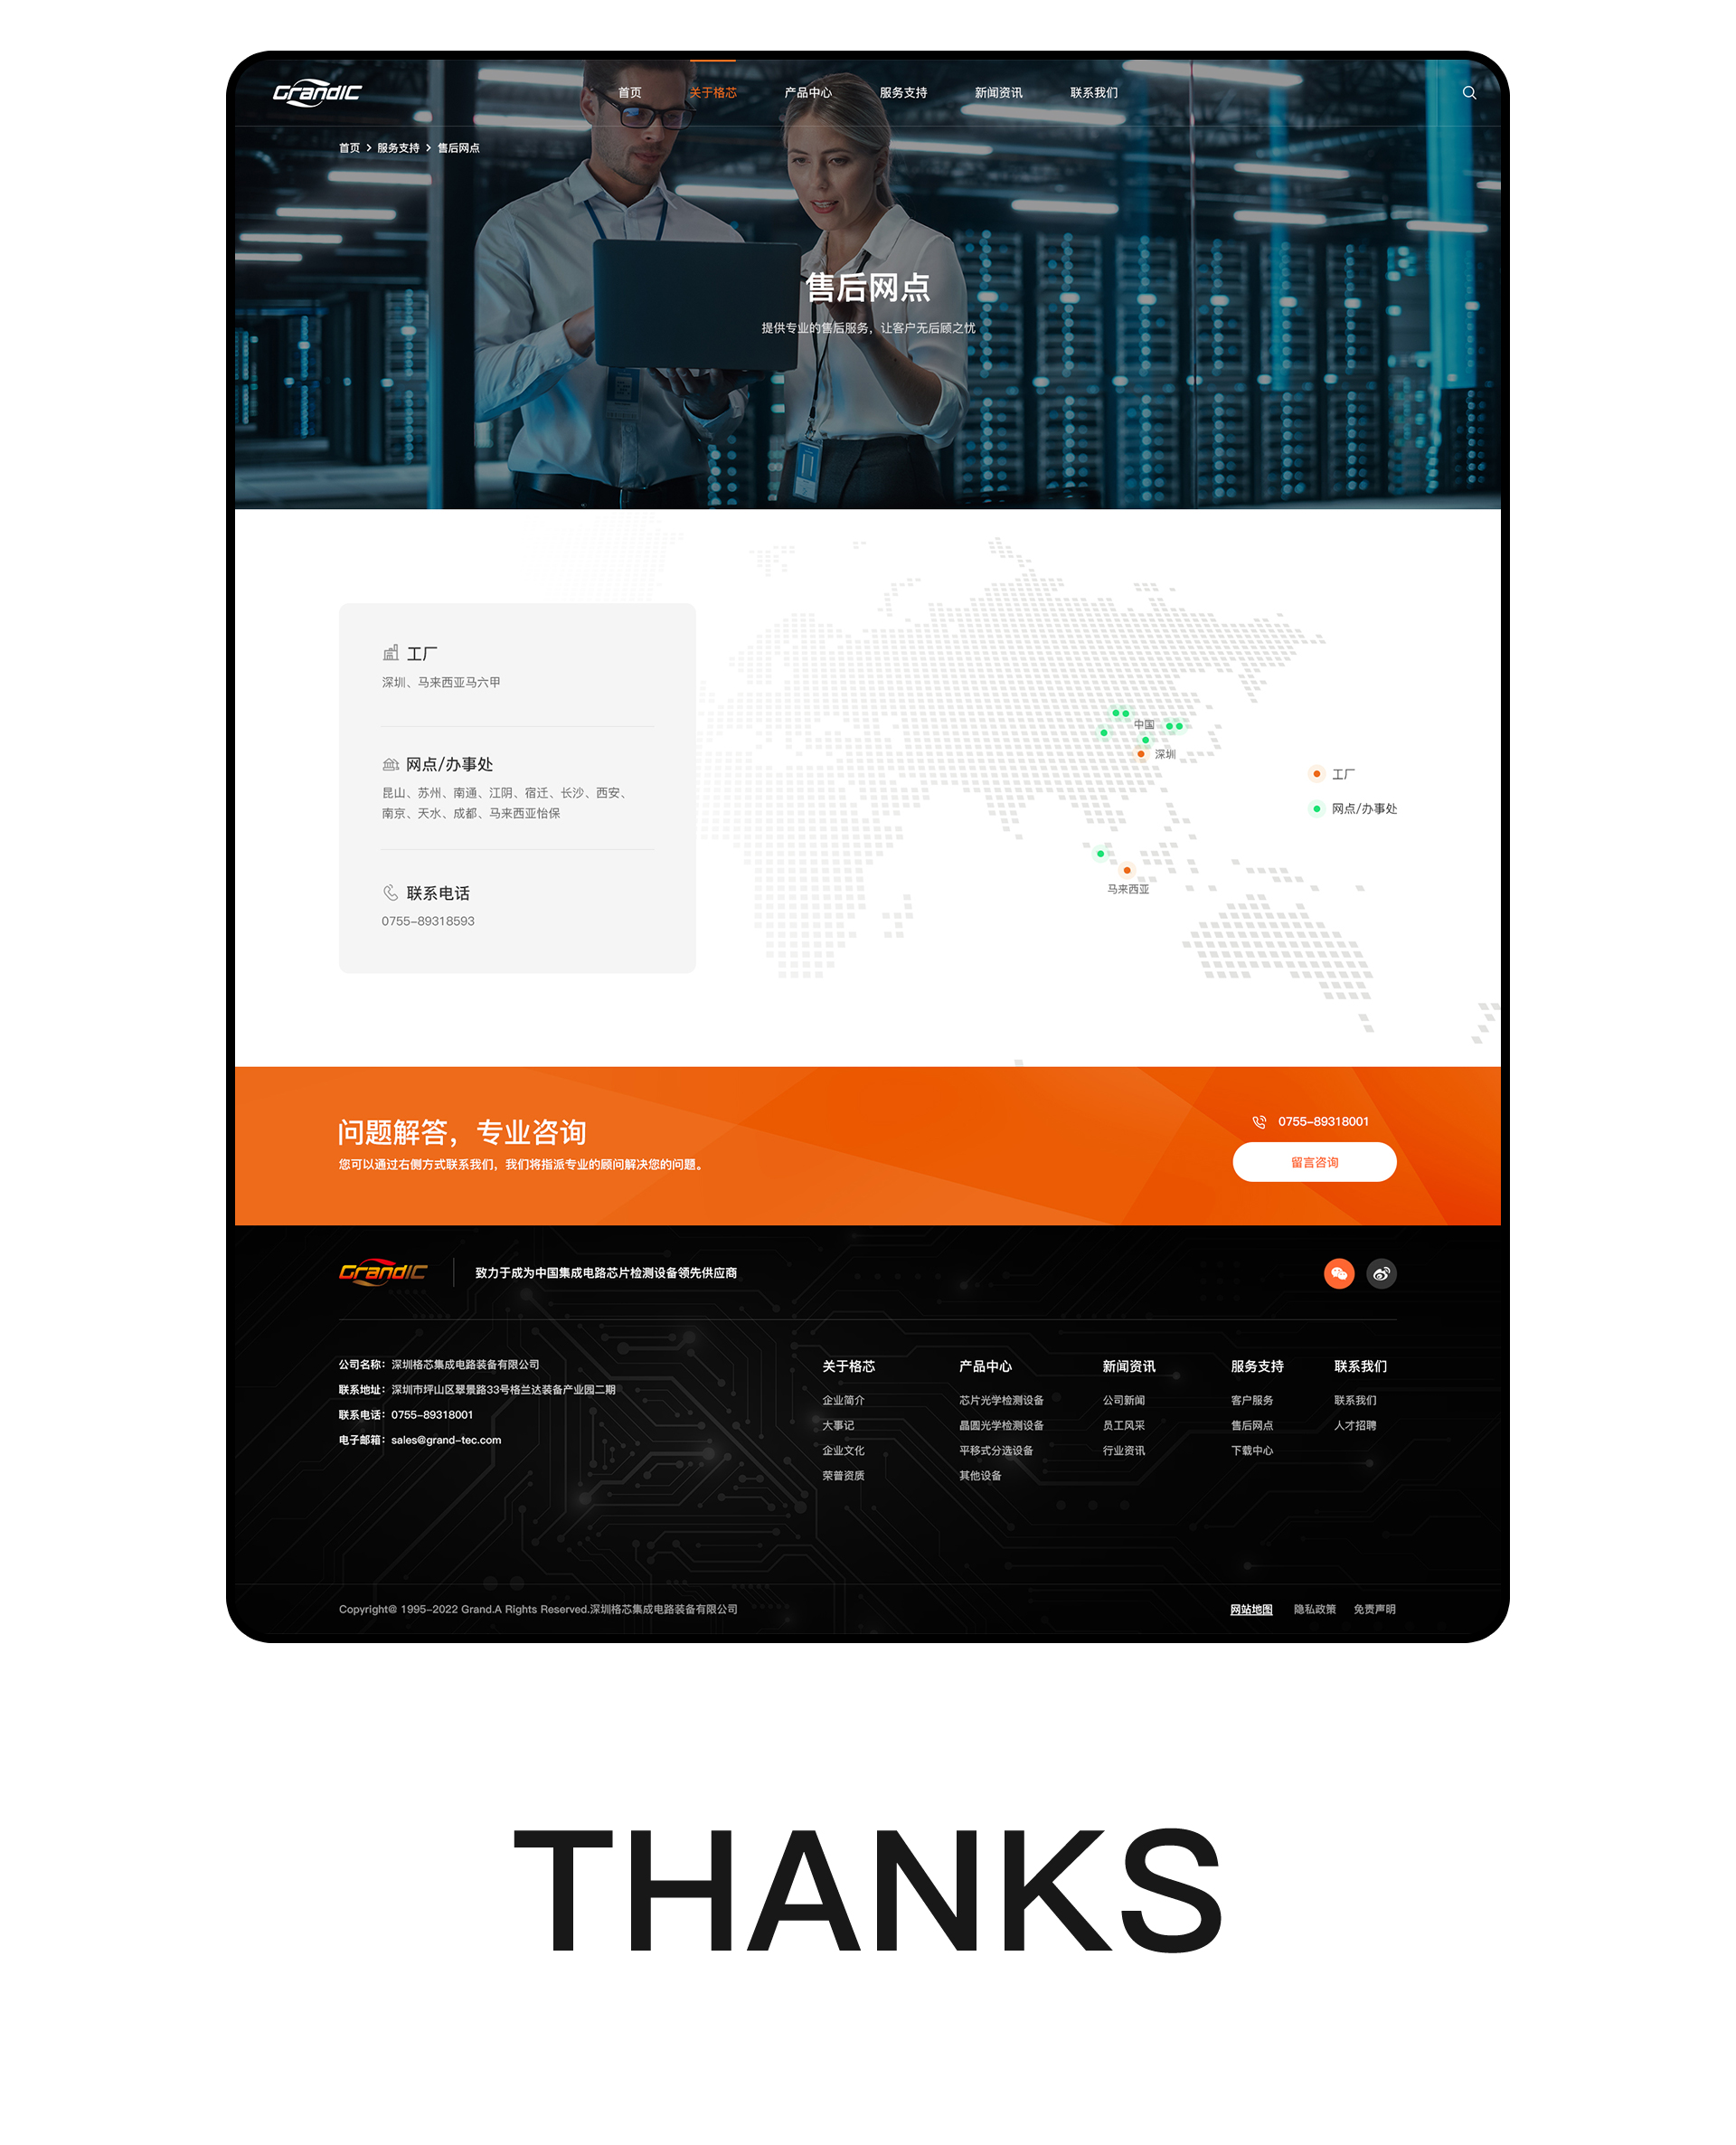 GrandIC
首页 关于格芯 产品中心 服务支持 新闻资讯 联系我们
首页 > 服务支持 > 售后网点
售后网点
提供专业的售后服务，让客户无后顾之忧
工厂
深圳、马来西亚马六甲
网点/办事处
昆山、苏州、南通、江阴、宿迁、长沙、西安、
南京、天水、成都、马来西亚怡保
联系电话
0755-89318593
中国
深圳
马来西亚
工厂
网点/办事处
问题解答，专业咨询
您可以通过右侧方式联系我们，我们将指派专业的顾问解决您的问题。
0755-89318001
留言咨询
GrandIC
致力于成为中国集成电路芯片检测设备领先供应商
公司名称：深圳格芯集成电路装备有限公司
联系地址：深圳市坪山区翠景路33号格兰达装备产业园二期
联系电话：0755-89318001
电子邮箱：sales@grand-tec.com
关于格芯 产品中心 新闻资讯 服务支持 联系我们
企业简介 芯片光学检测设备 公司新闻 客户服务 联系我们
大事记 晶圆光学检测设备 员工风采 售后网点 人才招聘
企业文化 平移式分选设备 行业资讯 下载中心
荣普资质 其他设备
Copyright@ 1995-2022 Grand.A Rights Reserved.深圳格芯集成电路装备有限公司
网站地图 隐私政策 免责声明
THANKS